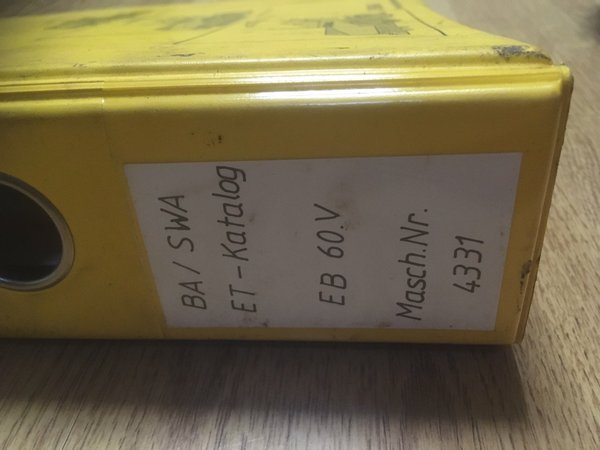 BA / SWA
ET-Katalog
EB 60.V
Masch.Nr.
4331